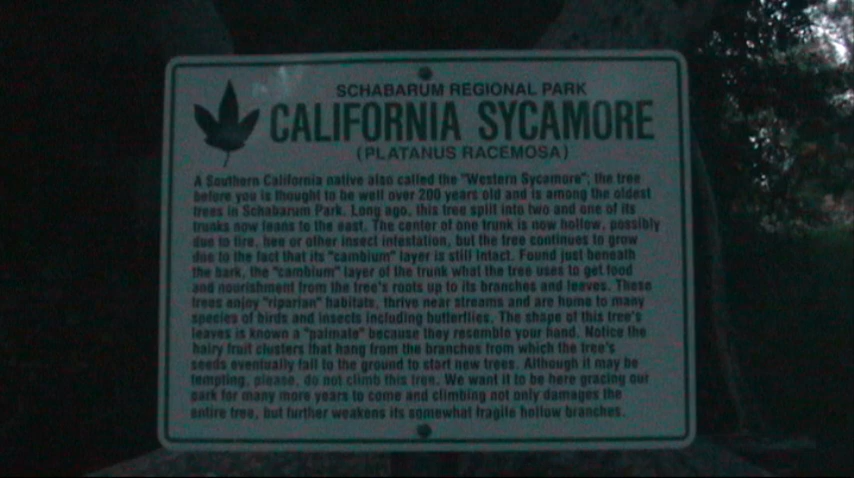 SCHABARUM REGIONAL PARK
CALIFORNIA SYCAMORE
(PLATANUS RACEMOSA)
A Southern California native also called the "Western Sycamore"; the tree
before you is thought to be well over 200 years old and is among the oldest
trees in Schabarum Park. Long ago, this tree split into two and one of its
trunks now leans to the east. The center of one trunk is now hollow, possibly
due to fire, bee or other insect infestation, but the tree continues to grow
due to the fact that its "cambium" layer is still intact. Found just beneath
the bark, the "cambium" layer of the trunk what the tree uses to get food
and nourishment from the tree's roots up to its branches and leaves. These
trees enjoy "riparian" habitats, thrive near streams and are home to many
species of birds and insects including butterflies. The shape of this tree's
leaves is known a "palmate" because they resemble your hand. Notice the
hairy fruit clusters that hang from the branches from which the tree's
seeds eventually fall to the ground to start new trees. Although it may be
tempting, please, do not climb this tree. We want it to be here gracing our
park for many more years to come and climbing not only damages the
entire tree, but further weakens its somewhat fragile hollow branches.